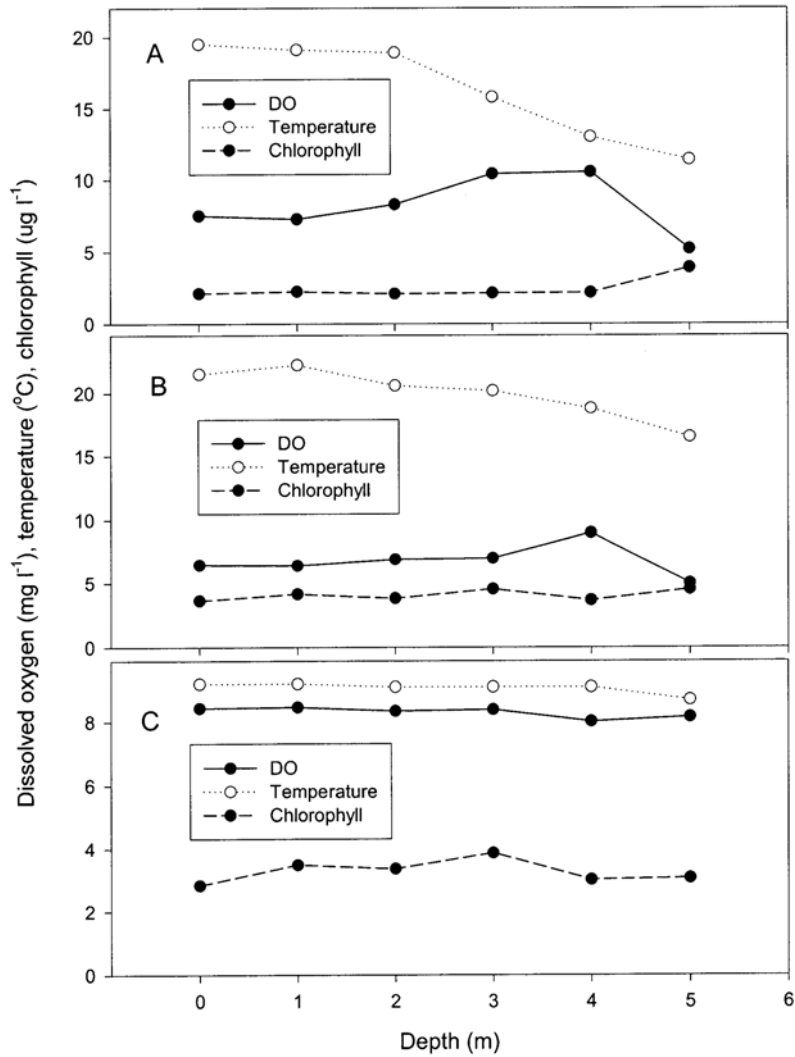 Dissolved oxygen (mg l⁻¹), temperature (°C), chlorophyll (ug l⁻¹)
20
15
10
5
0
A
DO
Temperature
Chlorophyll
20
15
10
5
0
B
DO
Temperature
Chlorophyll
8
6
4
2
0
C
DO
Temperature
Chlorophyll
0 1 2 3 4 5 6
Depth (m)